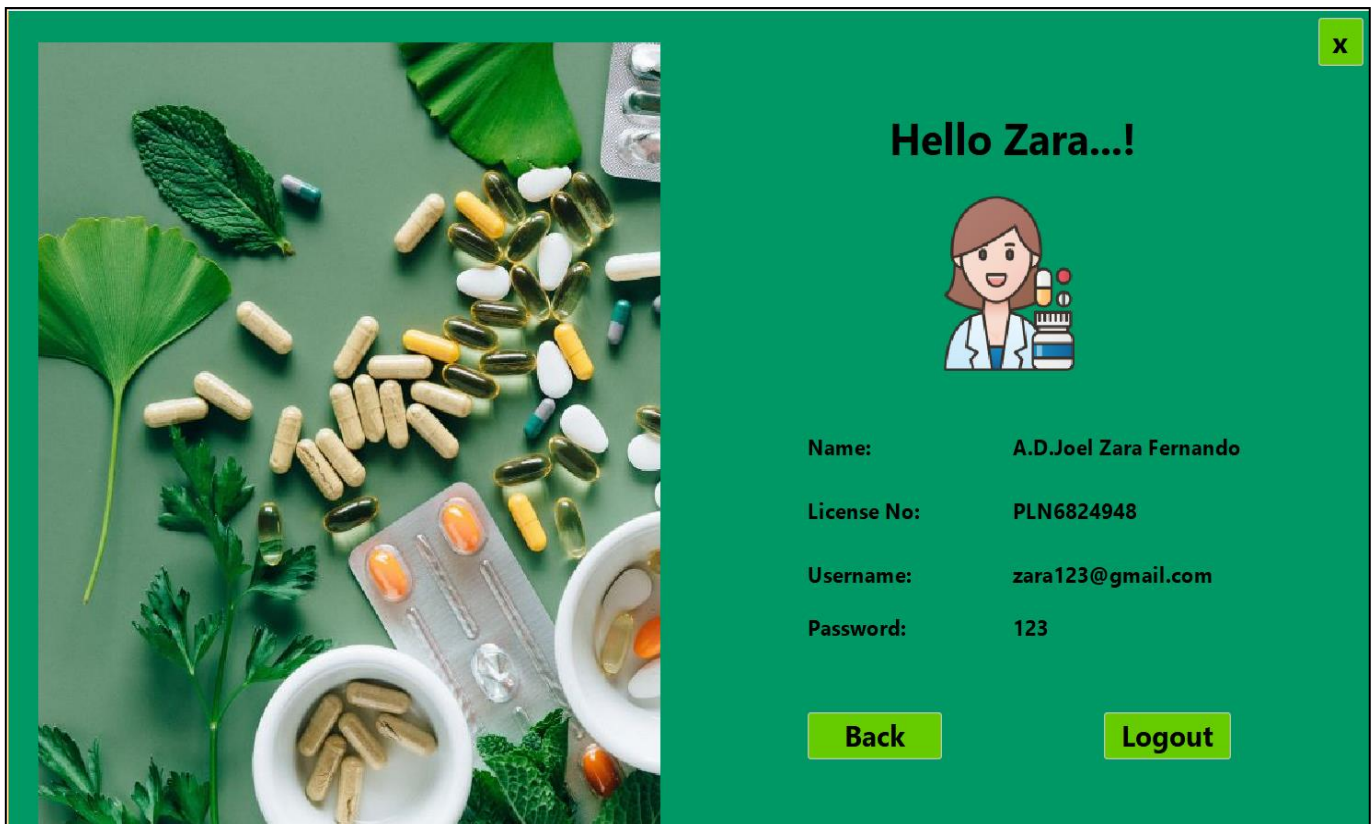 x
Hello Zara...!
Name: A.D.Joel Zara Fernando
License No: PLN6824948
Username: zara123@gmail.com
Password: 123
Back Logout